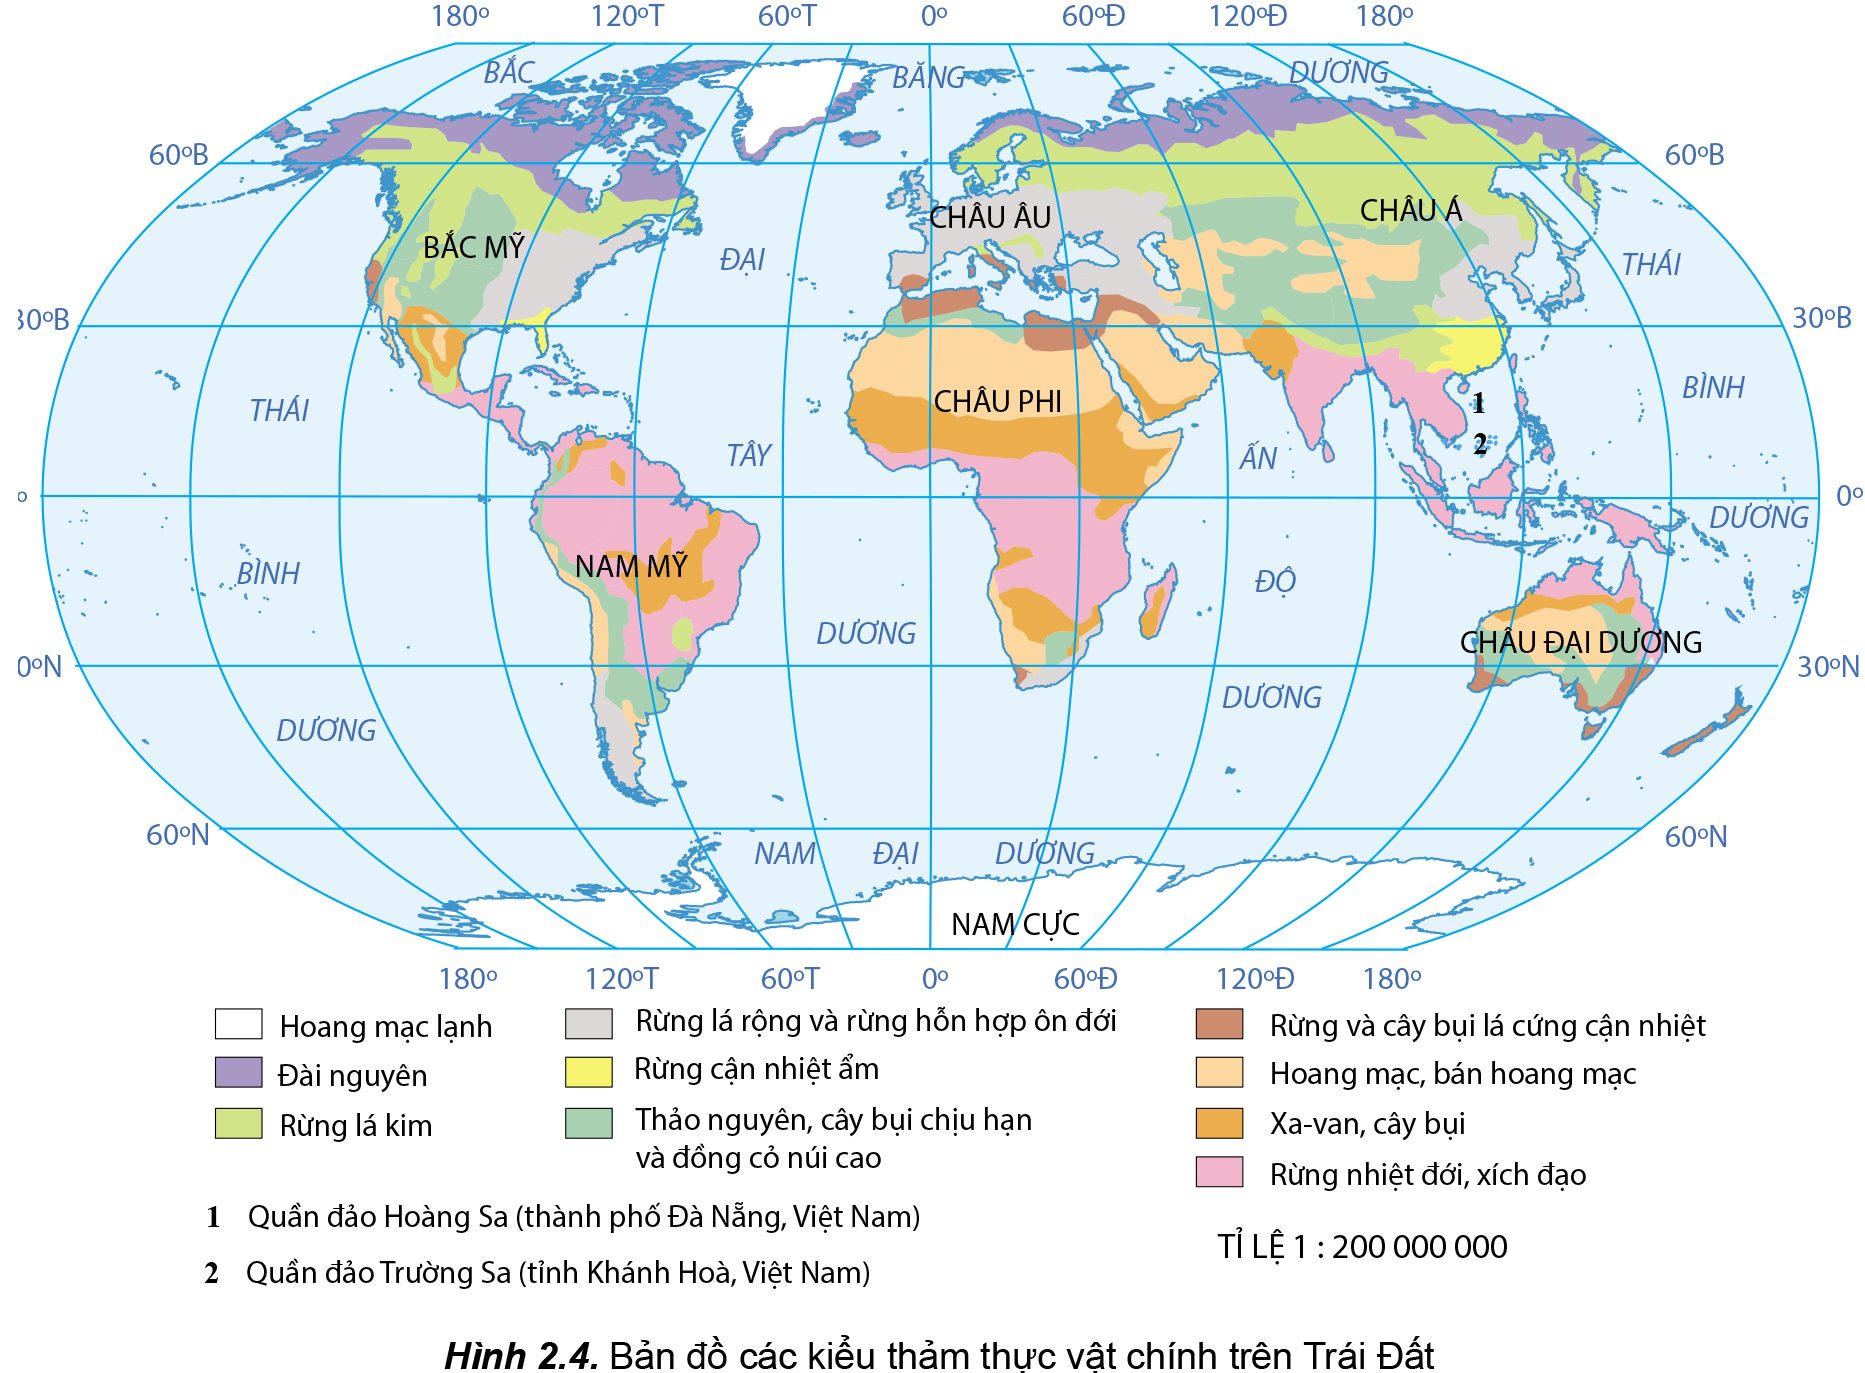 180º 120ºT 60ºT 0º 60ºĐ 120ºĐ 180º
BẮC BĂNG DƯƠNG
60ºB 60ºB
CHÂU ÂU CHÂU Á
BẮC MỸ
ĐẠI THÁI
30ºB 30ºB
CHÂU PHI BÌNH
THÁI 1
2
TÂY ẤN
º 0º
DƯƠNG
NAM MỸ
BÌNH ĐỘ
DƯƠNG CHÂU ĐẠI DƯƠNG
0ºN 30ºN
DƯƠNG
DƯƠNG
60ºN 60ºN
NAM ĐẠI DƯƠNG
NAM CỰC
180º 120ºT 60ºT 0º 60ºĐ 120ºĐ 180º
Hoang mạc lạnh
Đài nguyên
Rừng lá kim
Rừng lá rộng và rừng hỗn hợp ôn đới
Rừng cận nhiệt ẩm
Thảo nguyên, cây bụi chịu hạn
và đồng cỏ núi cao
Rừng và cây bụi lá cứng cận nhiệt
Hoang mạc, bán hoang mạc
Xa-van, cây bụi
Rừng nhiệt đới, xích đạo
1 Quần đảo Hoàng Sa (thành phố Đà Nẵng, Việt Nam)
2 Quần đảo Trường Sa (tỉnh Khánh Hoà, Việt Nam)
TỈ LỆ 1 : 200 000 000
Hình 2.4. Bản đồ các kiểu thảm thực vật chính trên Trái Đất